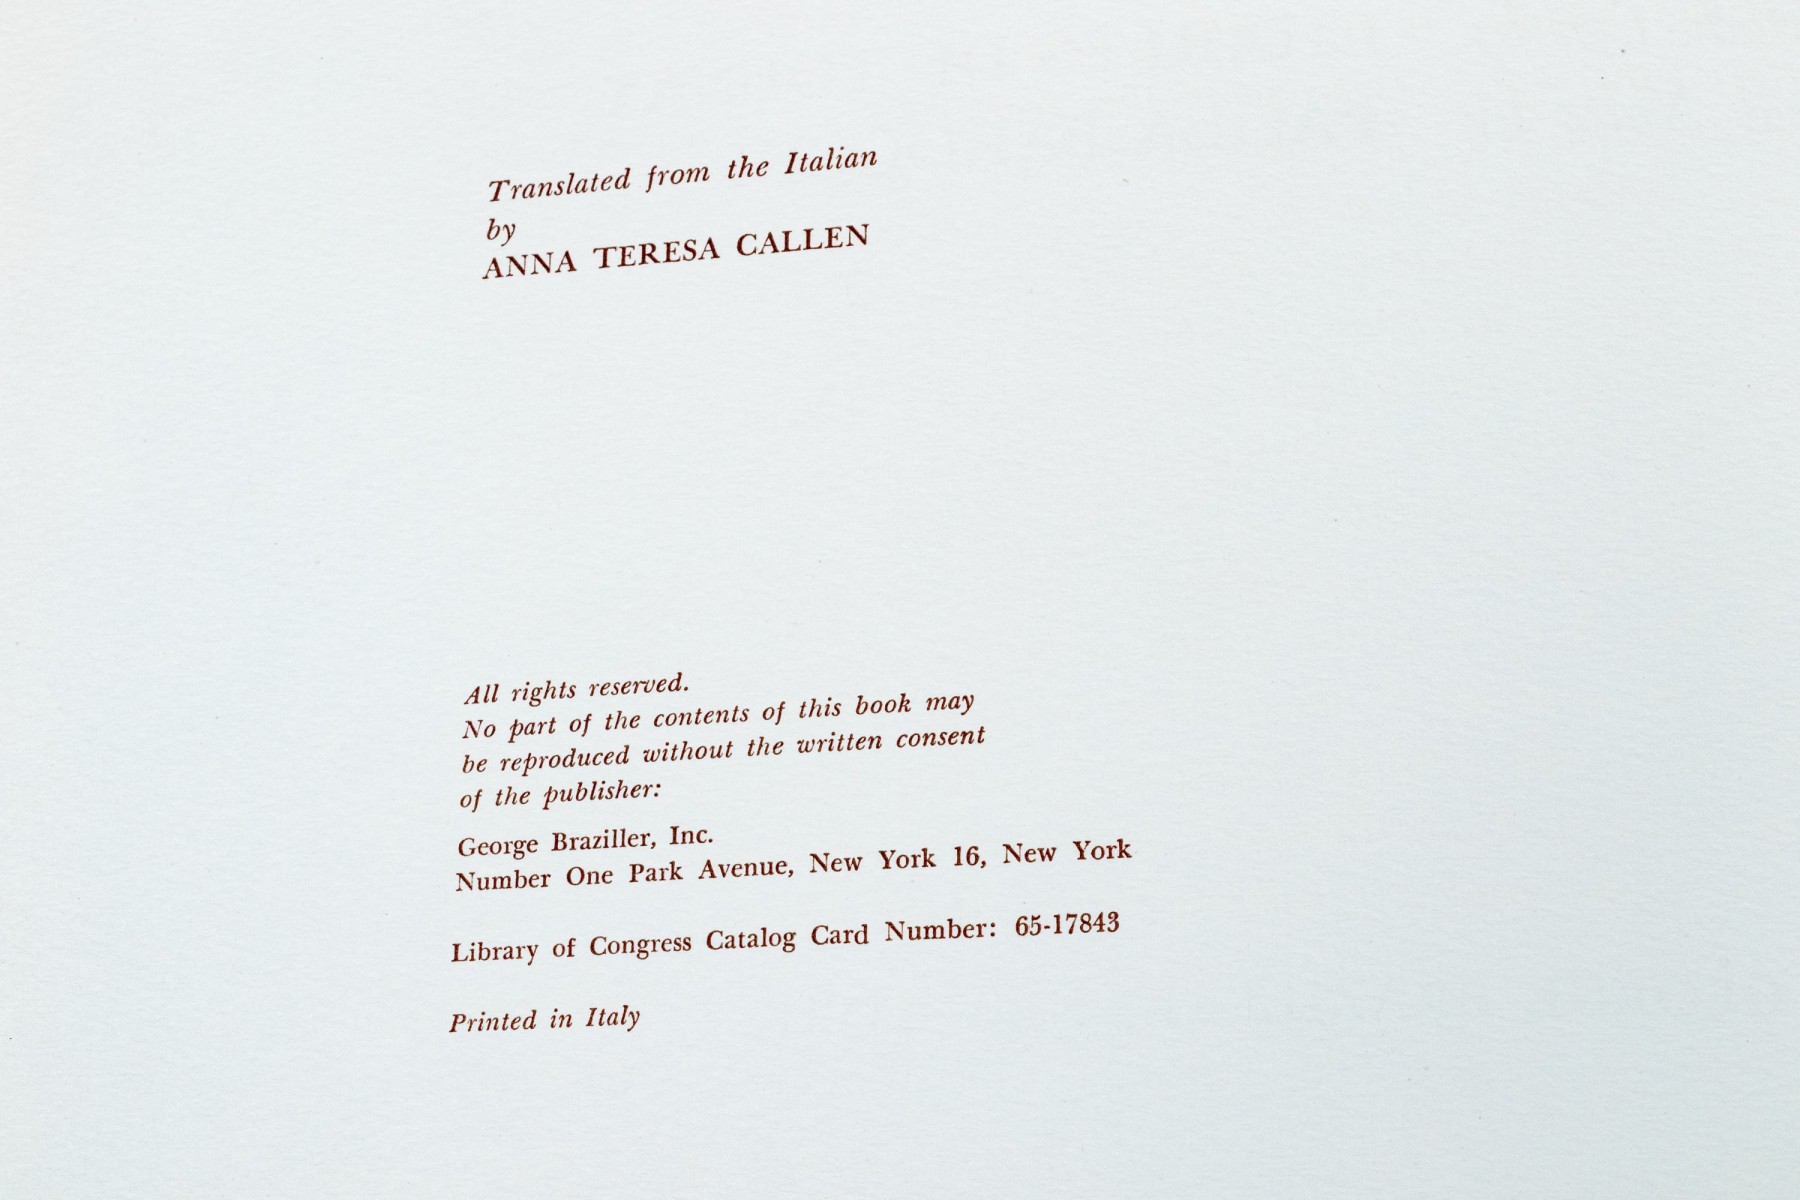 Translated from the Italian
by
ANNA TERESA CALLEN
All rights reserved.
No part of the contents of this book may
be reproduced without the written consent
of the publisher:
George Braziller, Inc.
Number One Park Avenue, New York 16, New York
Library of Congress Catalog Card Number: 65-17843
Printed in Italy